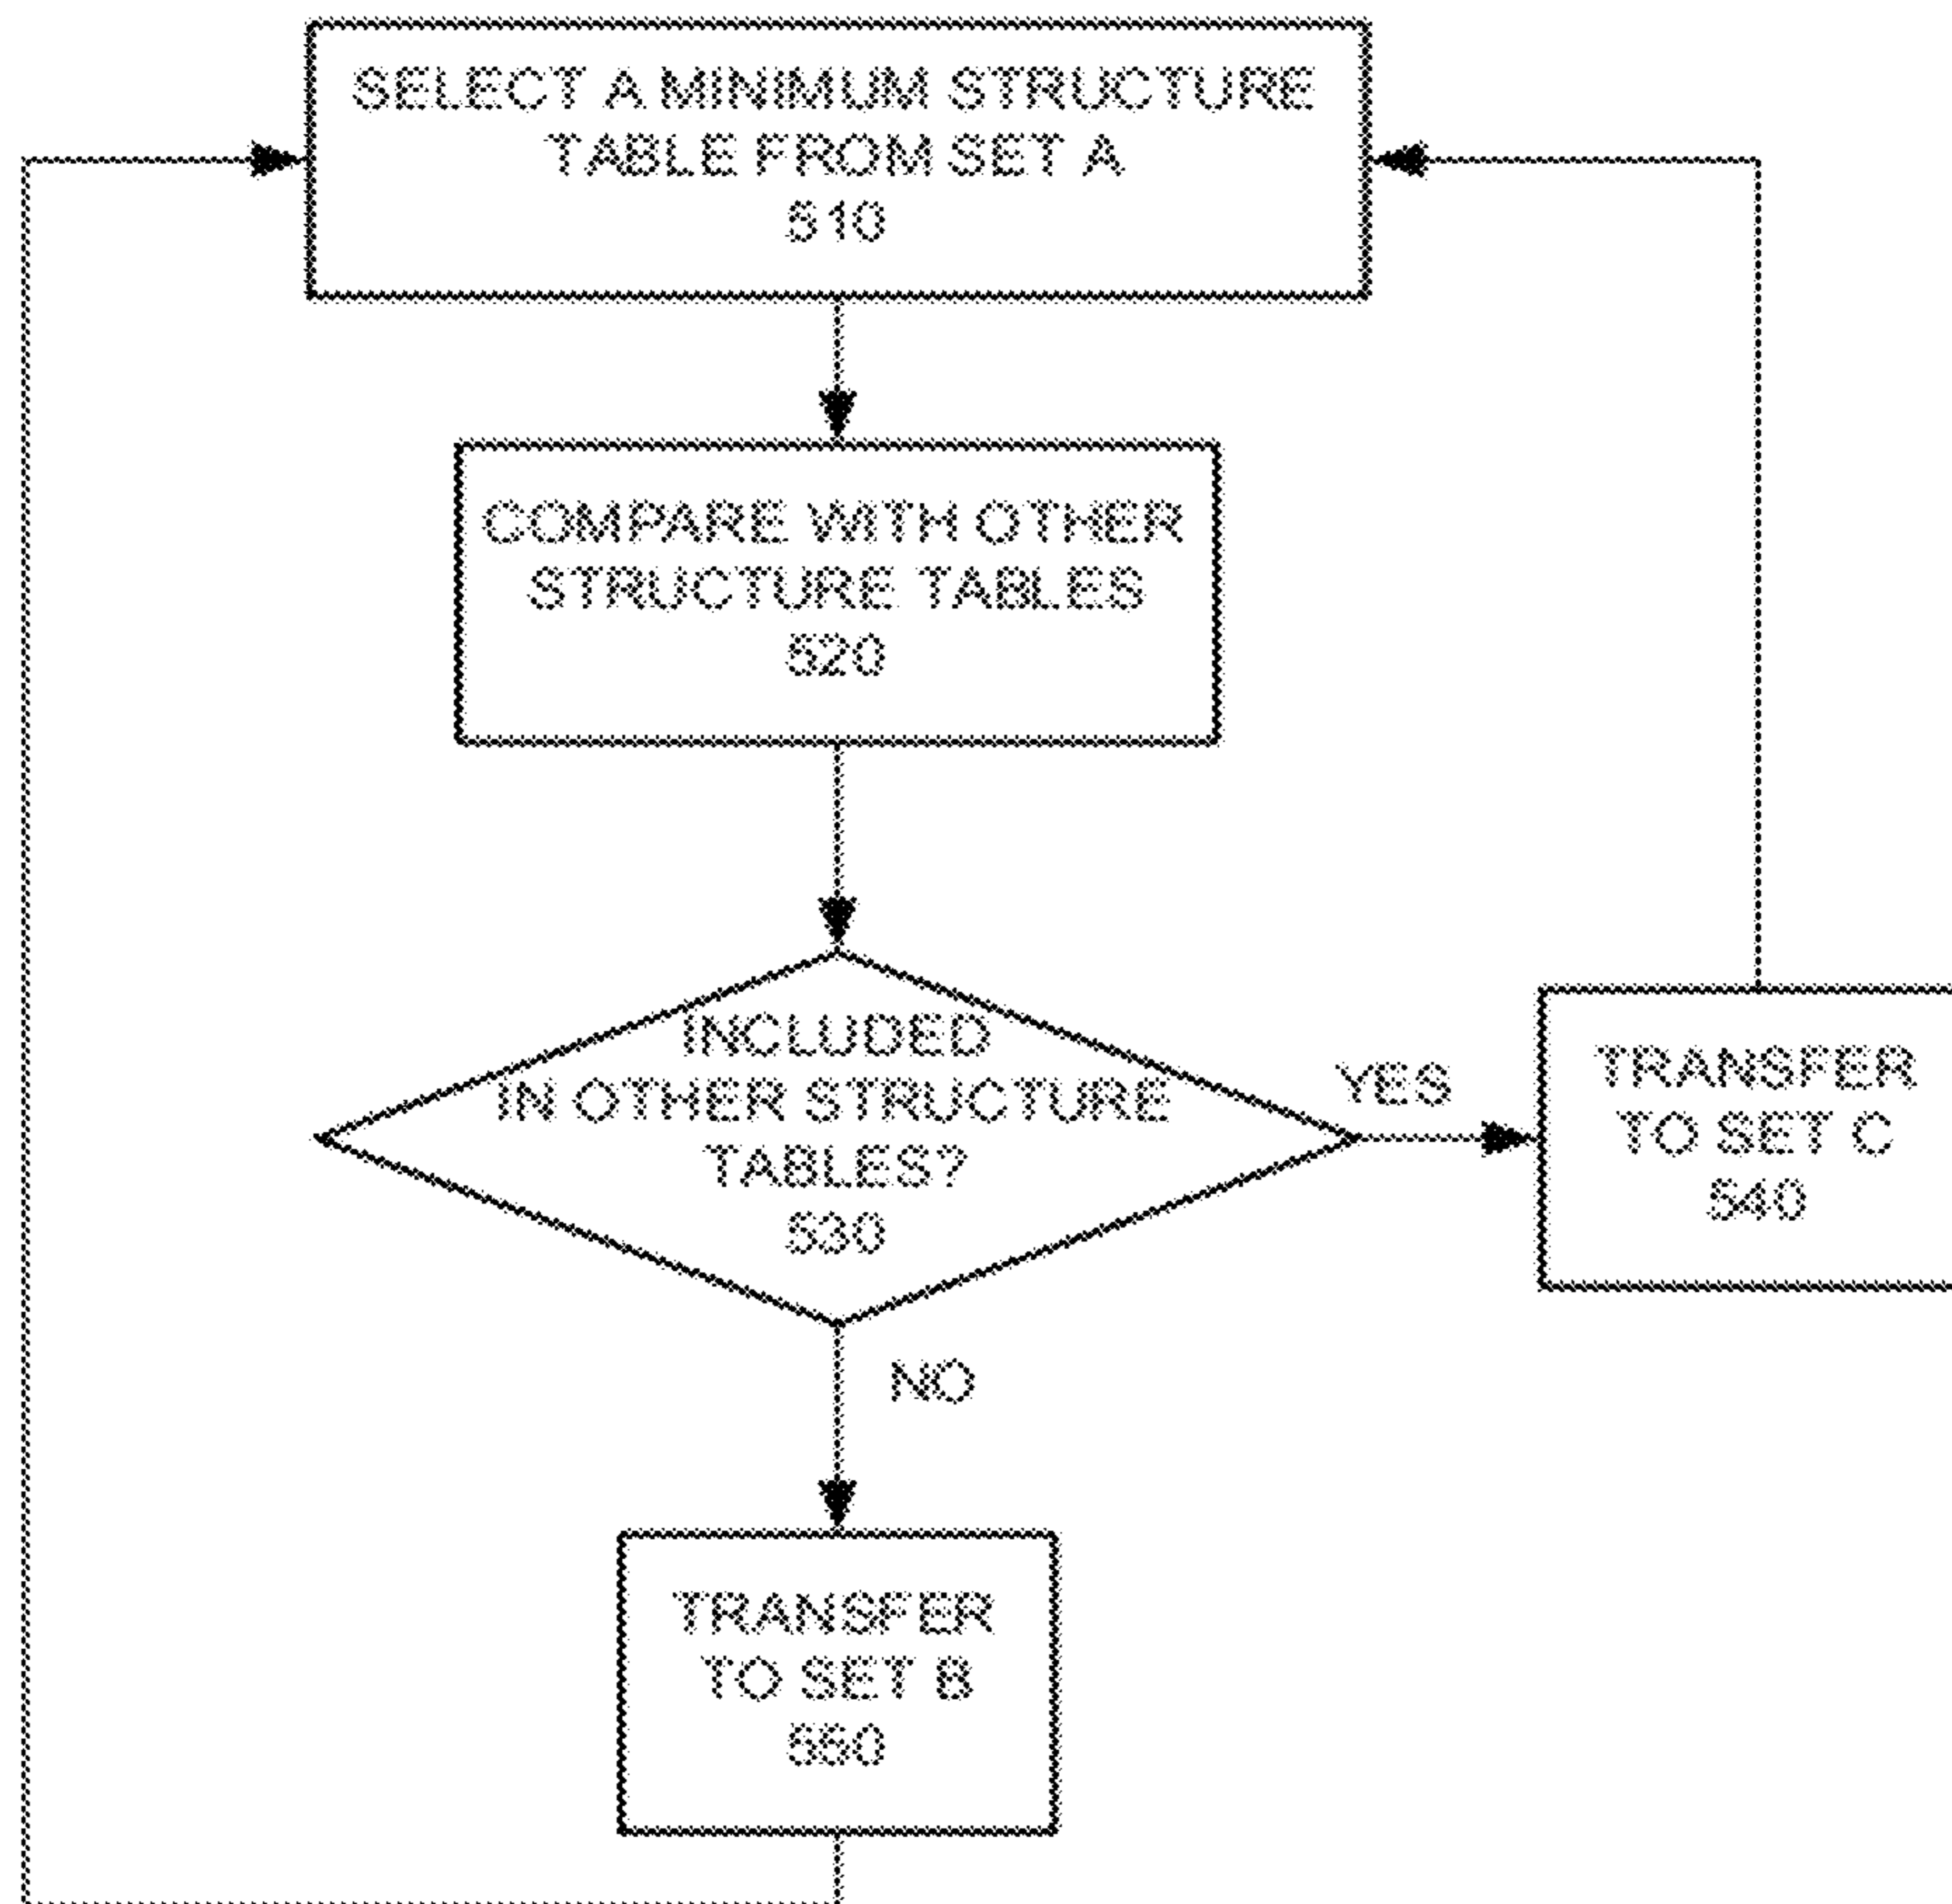 SELECT A MINIMUM STRUCTURE
TABLE FROM SET A
510
COMPARE WITH OTHER
STRUCTURE TABLES
520
INCLUDED
IN OTHER STRUCTURE
TABLES?
530
YES
TRANSFER
TO SET C
540
NO
TRANSFER
TO SET B
550